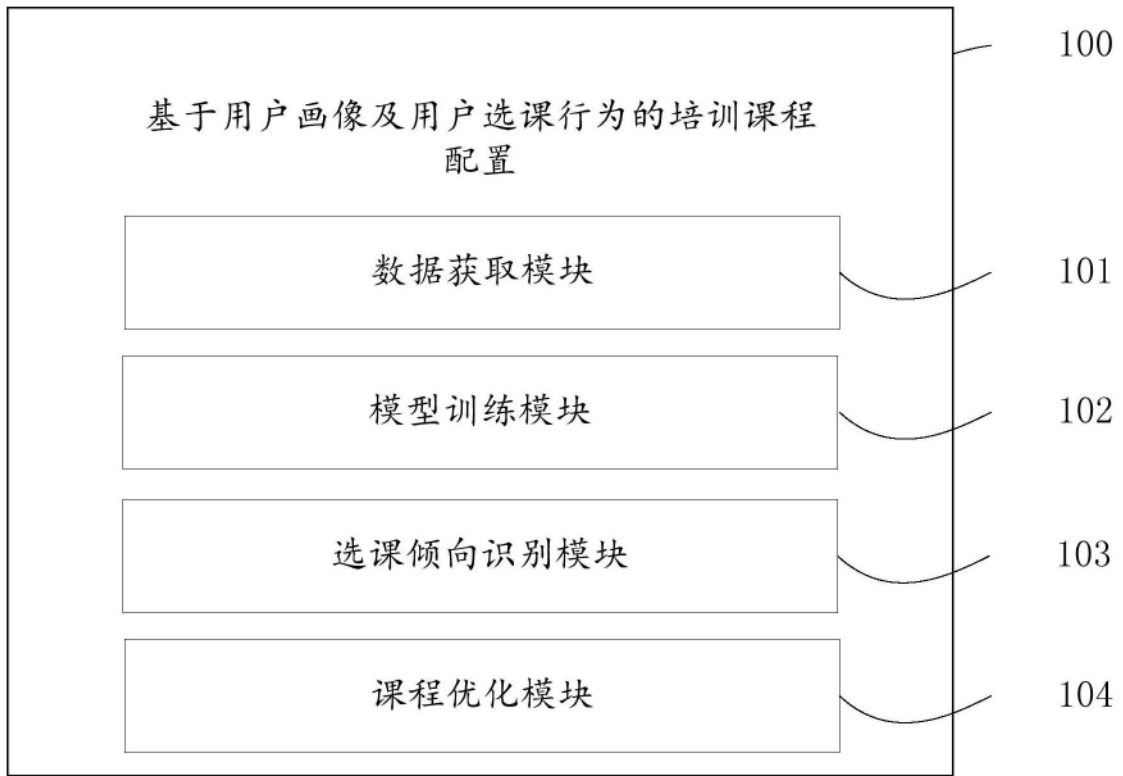 100
基于用户画像及用户选课行为的培训课程
配置
数据获取模块
101
模型训练模块
102
选课倾向识别模块
103
课程优化模块
104